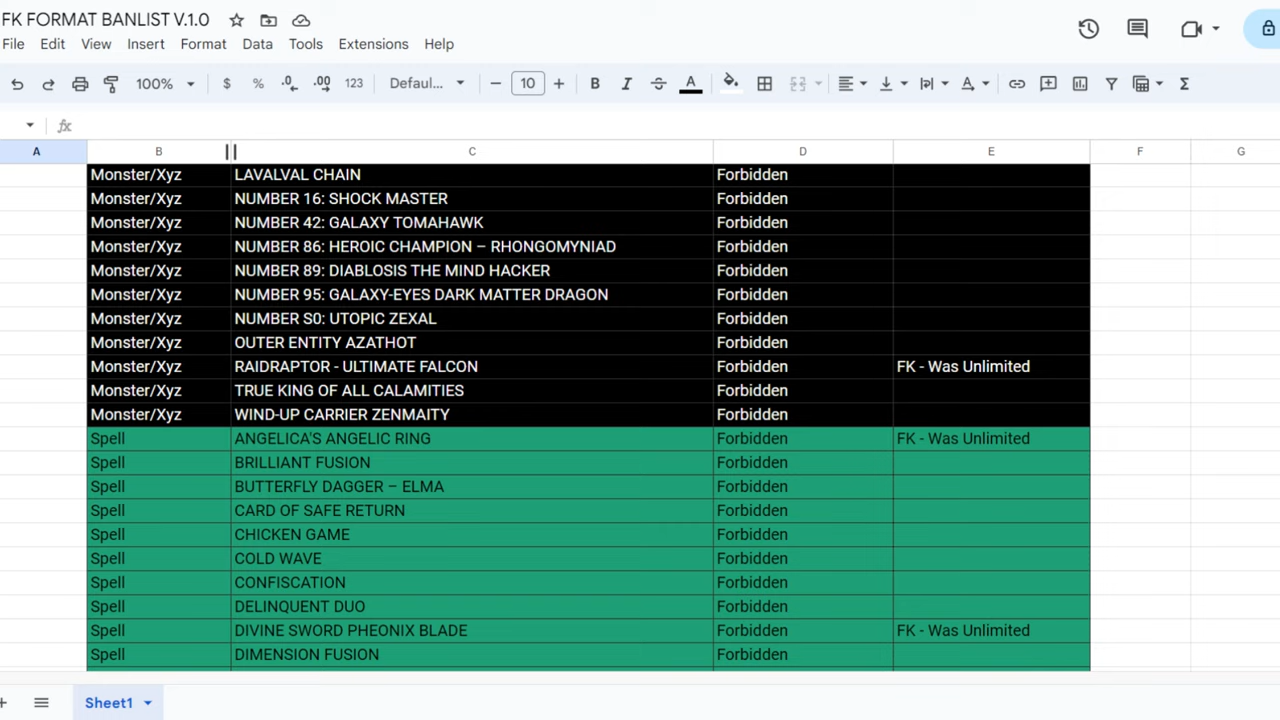 FK FORMAT BANLIST V.1.0
File Edit View Insert Format Data Tools Extensions Help
100% $ % .0 .00 123 Defaul... 10 B I A Σ
fx
A B C D E F G
Monster/Xyz LAVALVAL CHAIN Forbidden
Monster/Xyz NUMBER 16: SHOCK MASTER Forbidden
Monster/Xyz NUMBER 42: GALAXY TOMAHAWK Forbidden
Monster/Xyz NUMBER 86: HEROIC CHAMPION – RHONGOMYNIAD Forbidden
Monster/Xyz NUMBER 89: DIABLOSIS THE MIND HACKER Forbidden
Monster/Xyz NUMBER 95: GALAXY-EYES DARK MATTER DRAGON Forbidden
Monster/Xyz NUMBER S0: UTOPIC ZEXAL Forbidden
Monster/Xyz OUTER ENTITY AZATHOT Forbidden
Monster/Xyz RAIDRAPTOR - ULTIMATE FALCON Forbidden FK - Was Unlimited
Monster/Xyz TRUE KING OF ALL CALAMITIES Forbidden
Monster/Xyz WIND-UP CARRIER ZENMAITY Forbidden
Spell ANGELICA'S ANGELIC RING Forbidden FK - Was Unlimited
Spell BRILLIANT FUSION Forbidden
Spell BUTTERFLY DAGGER – ELMA Forbidden
Spell CARD OF SAFE RETURN Forbidden
Spell CHICKEN GAME Forbidden
Spell COLD WAVE Forbidden
Spell CONFISCATION Forbidden
Spell DELINQUENT DUO Forbidden
Spell DIVINE SWORD PHEONIX BLADE Forbidden FK - Was Unlimited
Spell DIMENSION FUSION Forbidden
Sheet1